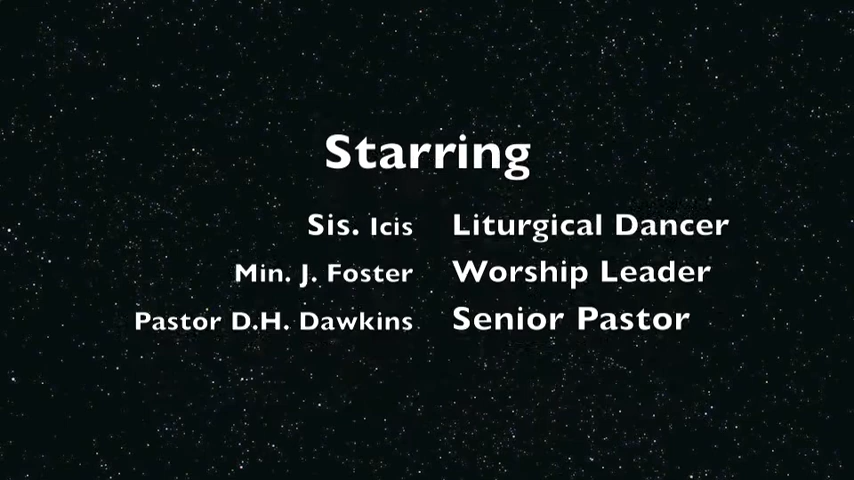 Starring
Sis. Icis Liturgical Dancer
Min. J. Foster Worship Leader
Pastor D.H. Dawkins Senior Pastor